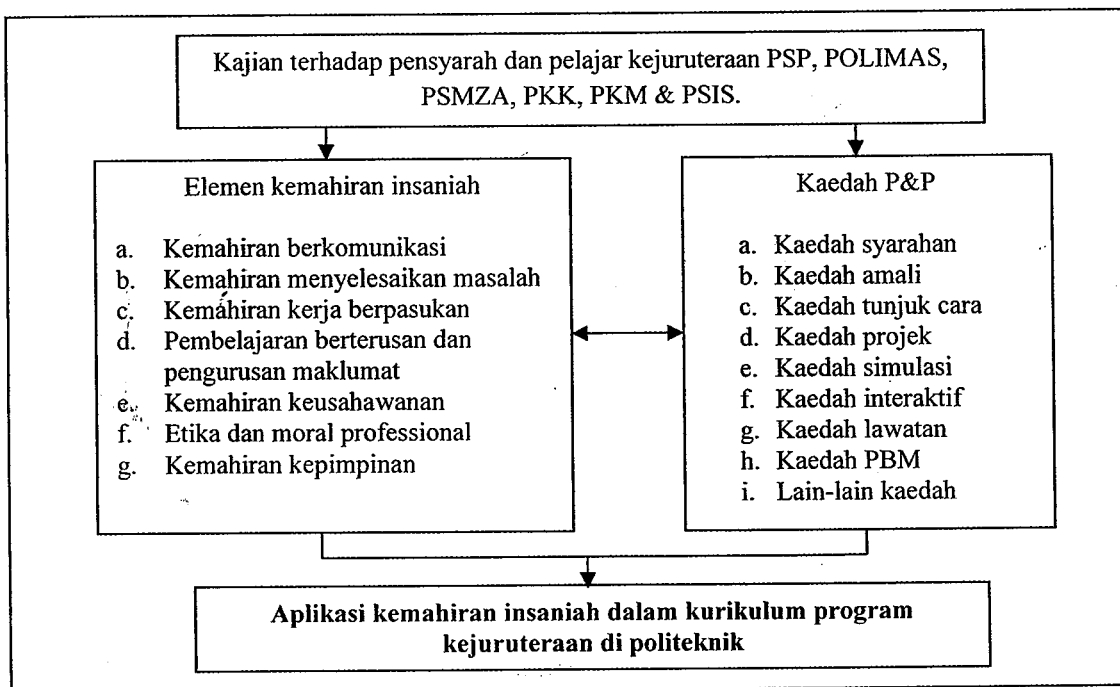 Kajian terhadap pensyarah dan pelajar kejuruteraan PSP, POLIMAS,
PSMZA, PKK, PKM & PSIS.
Elemen kemahiran insaniah
a. Kemahiran berkomunikasi
b. Kemahiran menyelesaikan masalah
c. Kemahiran kerja berpasukan
d. Pembelajaran berterusan dan
pengurusan maklumat
e. Kemahiran keusahawanan
f. Etika dan moral professional
g. Kemahiran kepimpinan
Kaedah P&P
a. Kaedah syarahan
b. Kaedah amali
c. Kaedah tunjuk cara
d. Kaedah projek
e. Kaedah simulasi
f. Kaedah interaktif
g. Kaedah lawatan
h. Kaedah PBM
i. Lain-lain kaedah
Aplikasi kemahiran insaniah dalam kurikulum program
kejuruteraan di politeknik